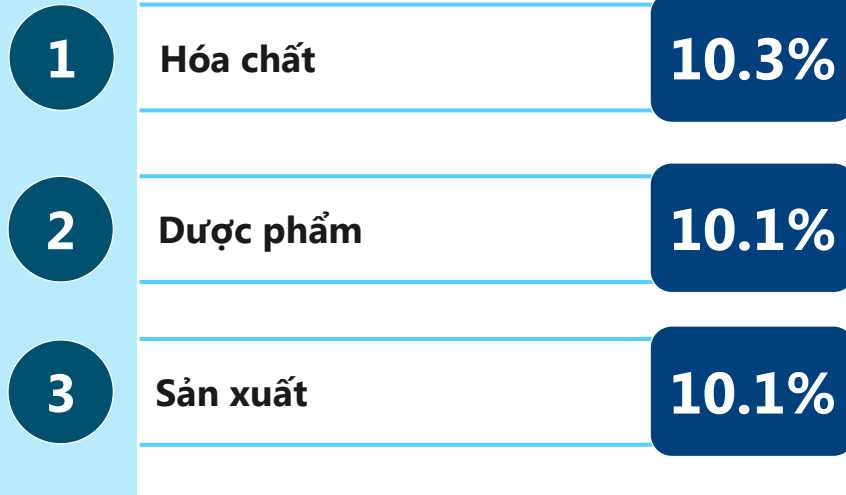 1 Hóa chất 10.3%
2 Dược phẩm 10.1%
3 Sản xuất 10.1%